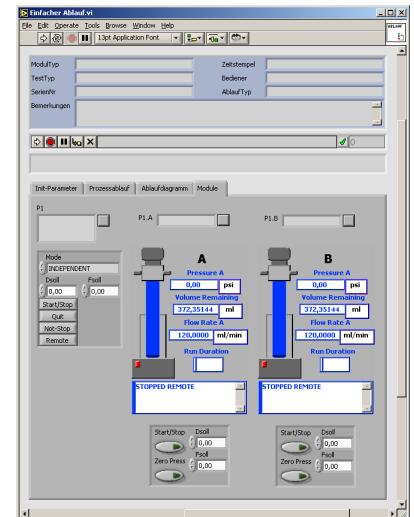 Einfacher Ablauf.vi
File Edit Operate Tools Browse Window Help
13pt Application Font
ABLAUF
ModulTyp Zeitstempel
TestTyp Bediener
SerienNr AblaufTyp
Bemerkungen
0
Init-Parameter Prozessablauf Ablaufdiagramm Module
P1
P1.A P1.B
Mode
INDEPENDENT
Dsoll Fsoll
0,00 0,00
Start/Stop
Quit
Not-Stop
Remote
A
Pressure A
0,00 psi
Volume Remaining
372,35144 ml
Flow Rate A
120,0000 ml/min
Run Duration
STOPPED REMOTE
Start/Stop Dsoll
0,00
Zero Press Fsoll
0,00
B
Pressure A
0,00 psi
Volume Remaining
372,35144 ml
Flow Rate A
120,0000 ml/min
Run Duration
STOPPED REMOTE
Start/Stop Dsoll
0,00
Zero Press Fsoll
0,00